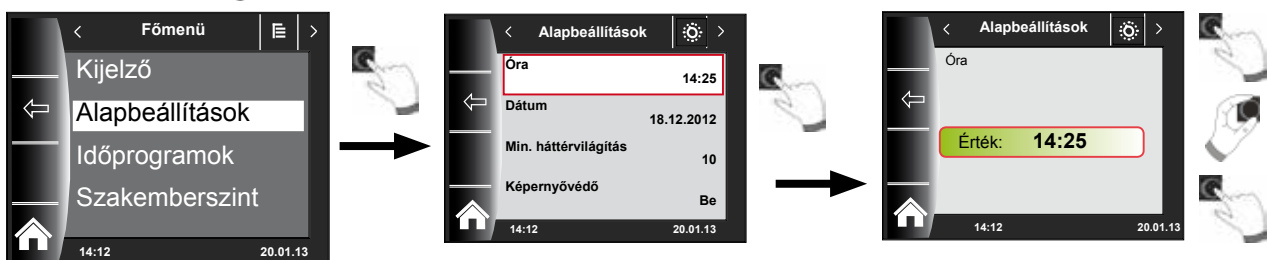 Főmenü
Kijelző
Alapbeállítások
Időprogramok
Szakemberszint
14:12 20.01.13
Alapbeállítások
Óra
14:25
Dátum
18.12.2012
Min. háttérvilágítás
10
Képernyővédő
Be
14:12 20.01.13
Alapbeállítások
Óra
Érték: 14:25
14:12 20.01.13